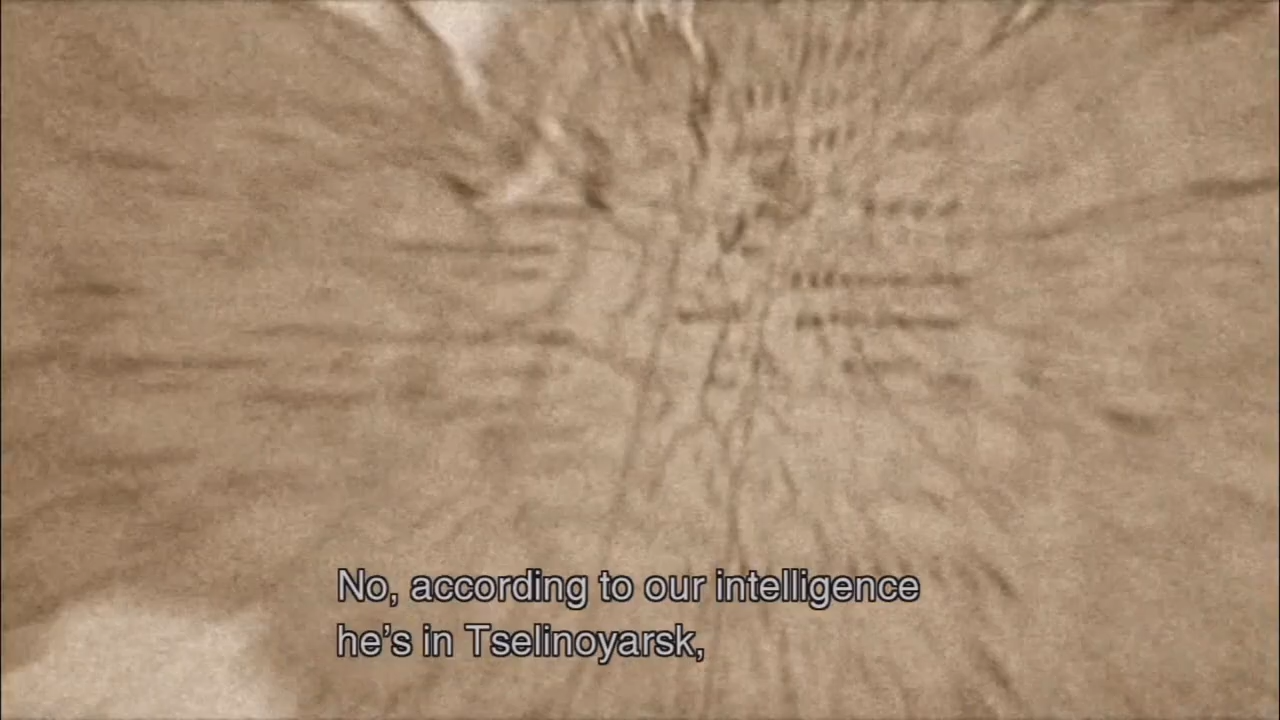 No, according to our intelligence
he's in Tselinoyarsk,